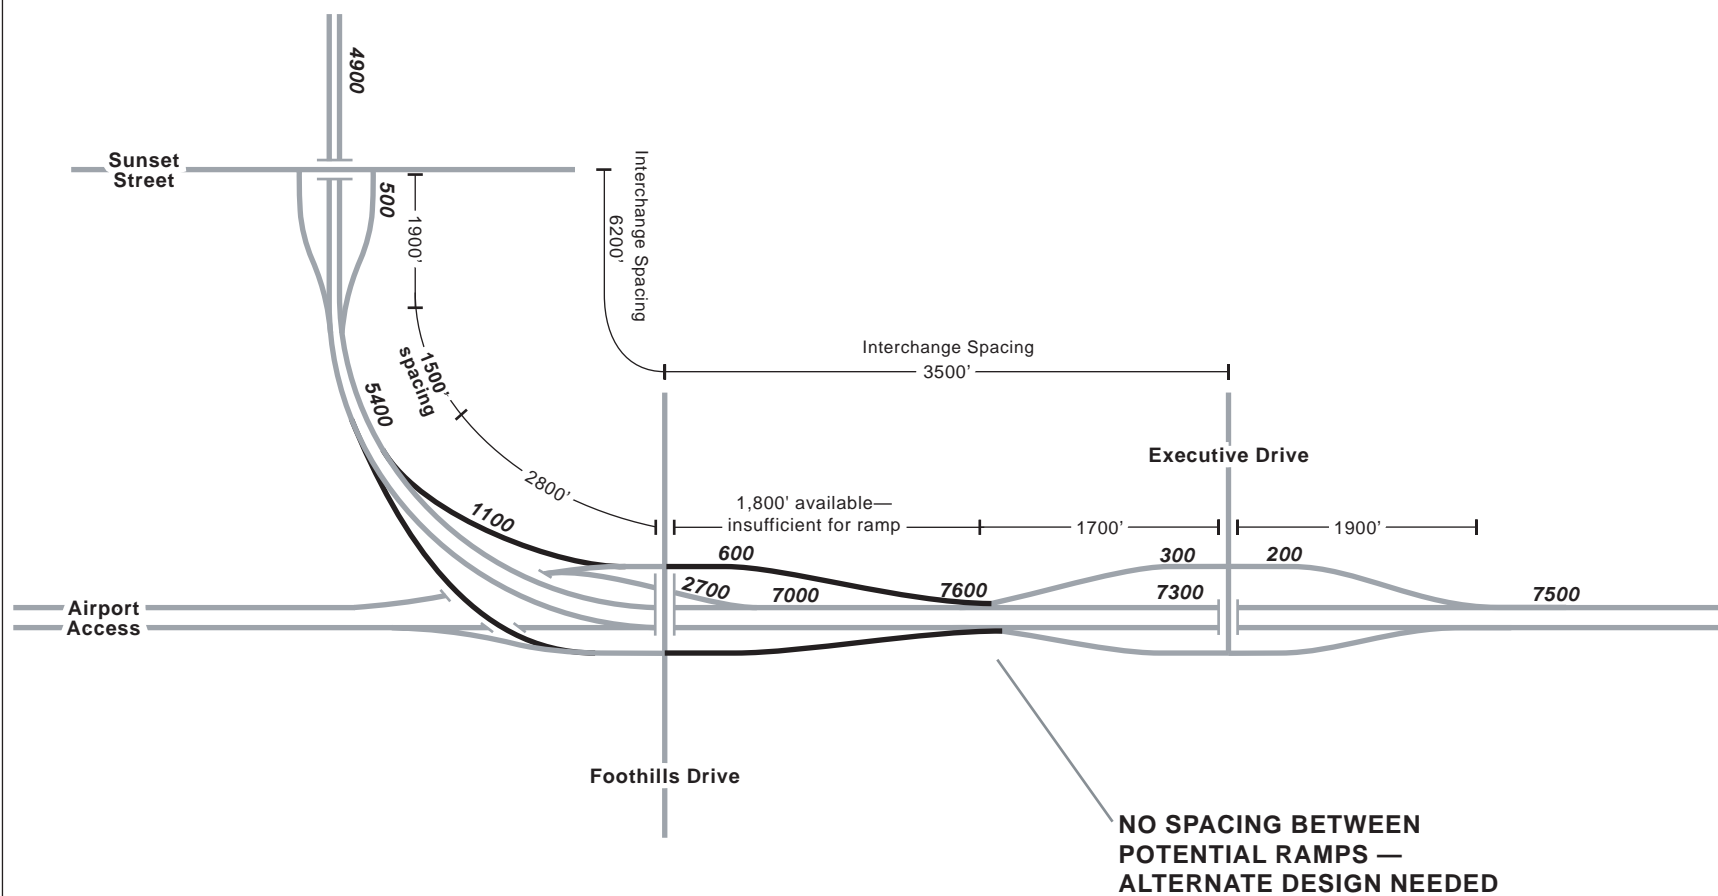 4900
Sunset
Street
500
1900’
Interchange Spacing
6200’
1500’
spacing
5400
Interchange Spacing
3500’
Executive Drive
2800’
1100
1,800’ available—
insufficient for ramp
1700’
1900’
600
300
200
2700
7000
7600
7300
7500
Airport
Access
Foothills Drive
NO SPACING BETWEEN
POTENTIAL RAMPS —
ALTERNATE DESIGN NEEDED